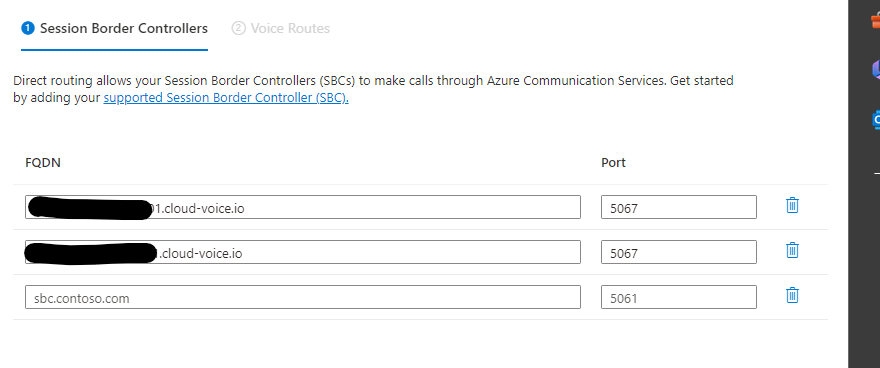 1 Session Border Controllers 2 Voice Routes
Direct routing allows your Session Border Controllers (SBCs) to make calls through Azure Communication Services. Get started
by adding your supported Session Border Controller (SBC).
FQDN Port
1.cloud-voice.io 5067
.cloud-voice.io 5067
sbc.contoso.com 5061